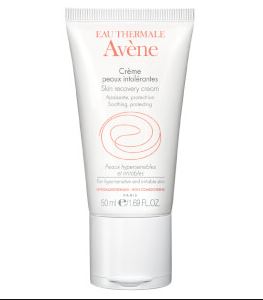 EAU THERMALE
Avène
Crème
peaux intolérantes
Skin recovery cream
Apaisante, protectrice
Soothing, protecting
Peaux hypersensibles
et irritables
For hypersensitive and irritable skin
PARIS
50 ml e 1.69 FL.OZ.